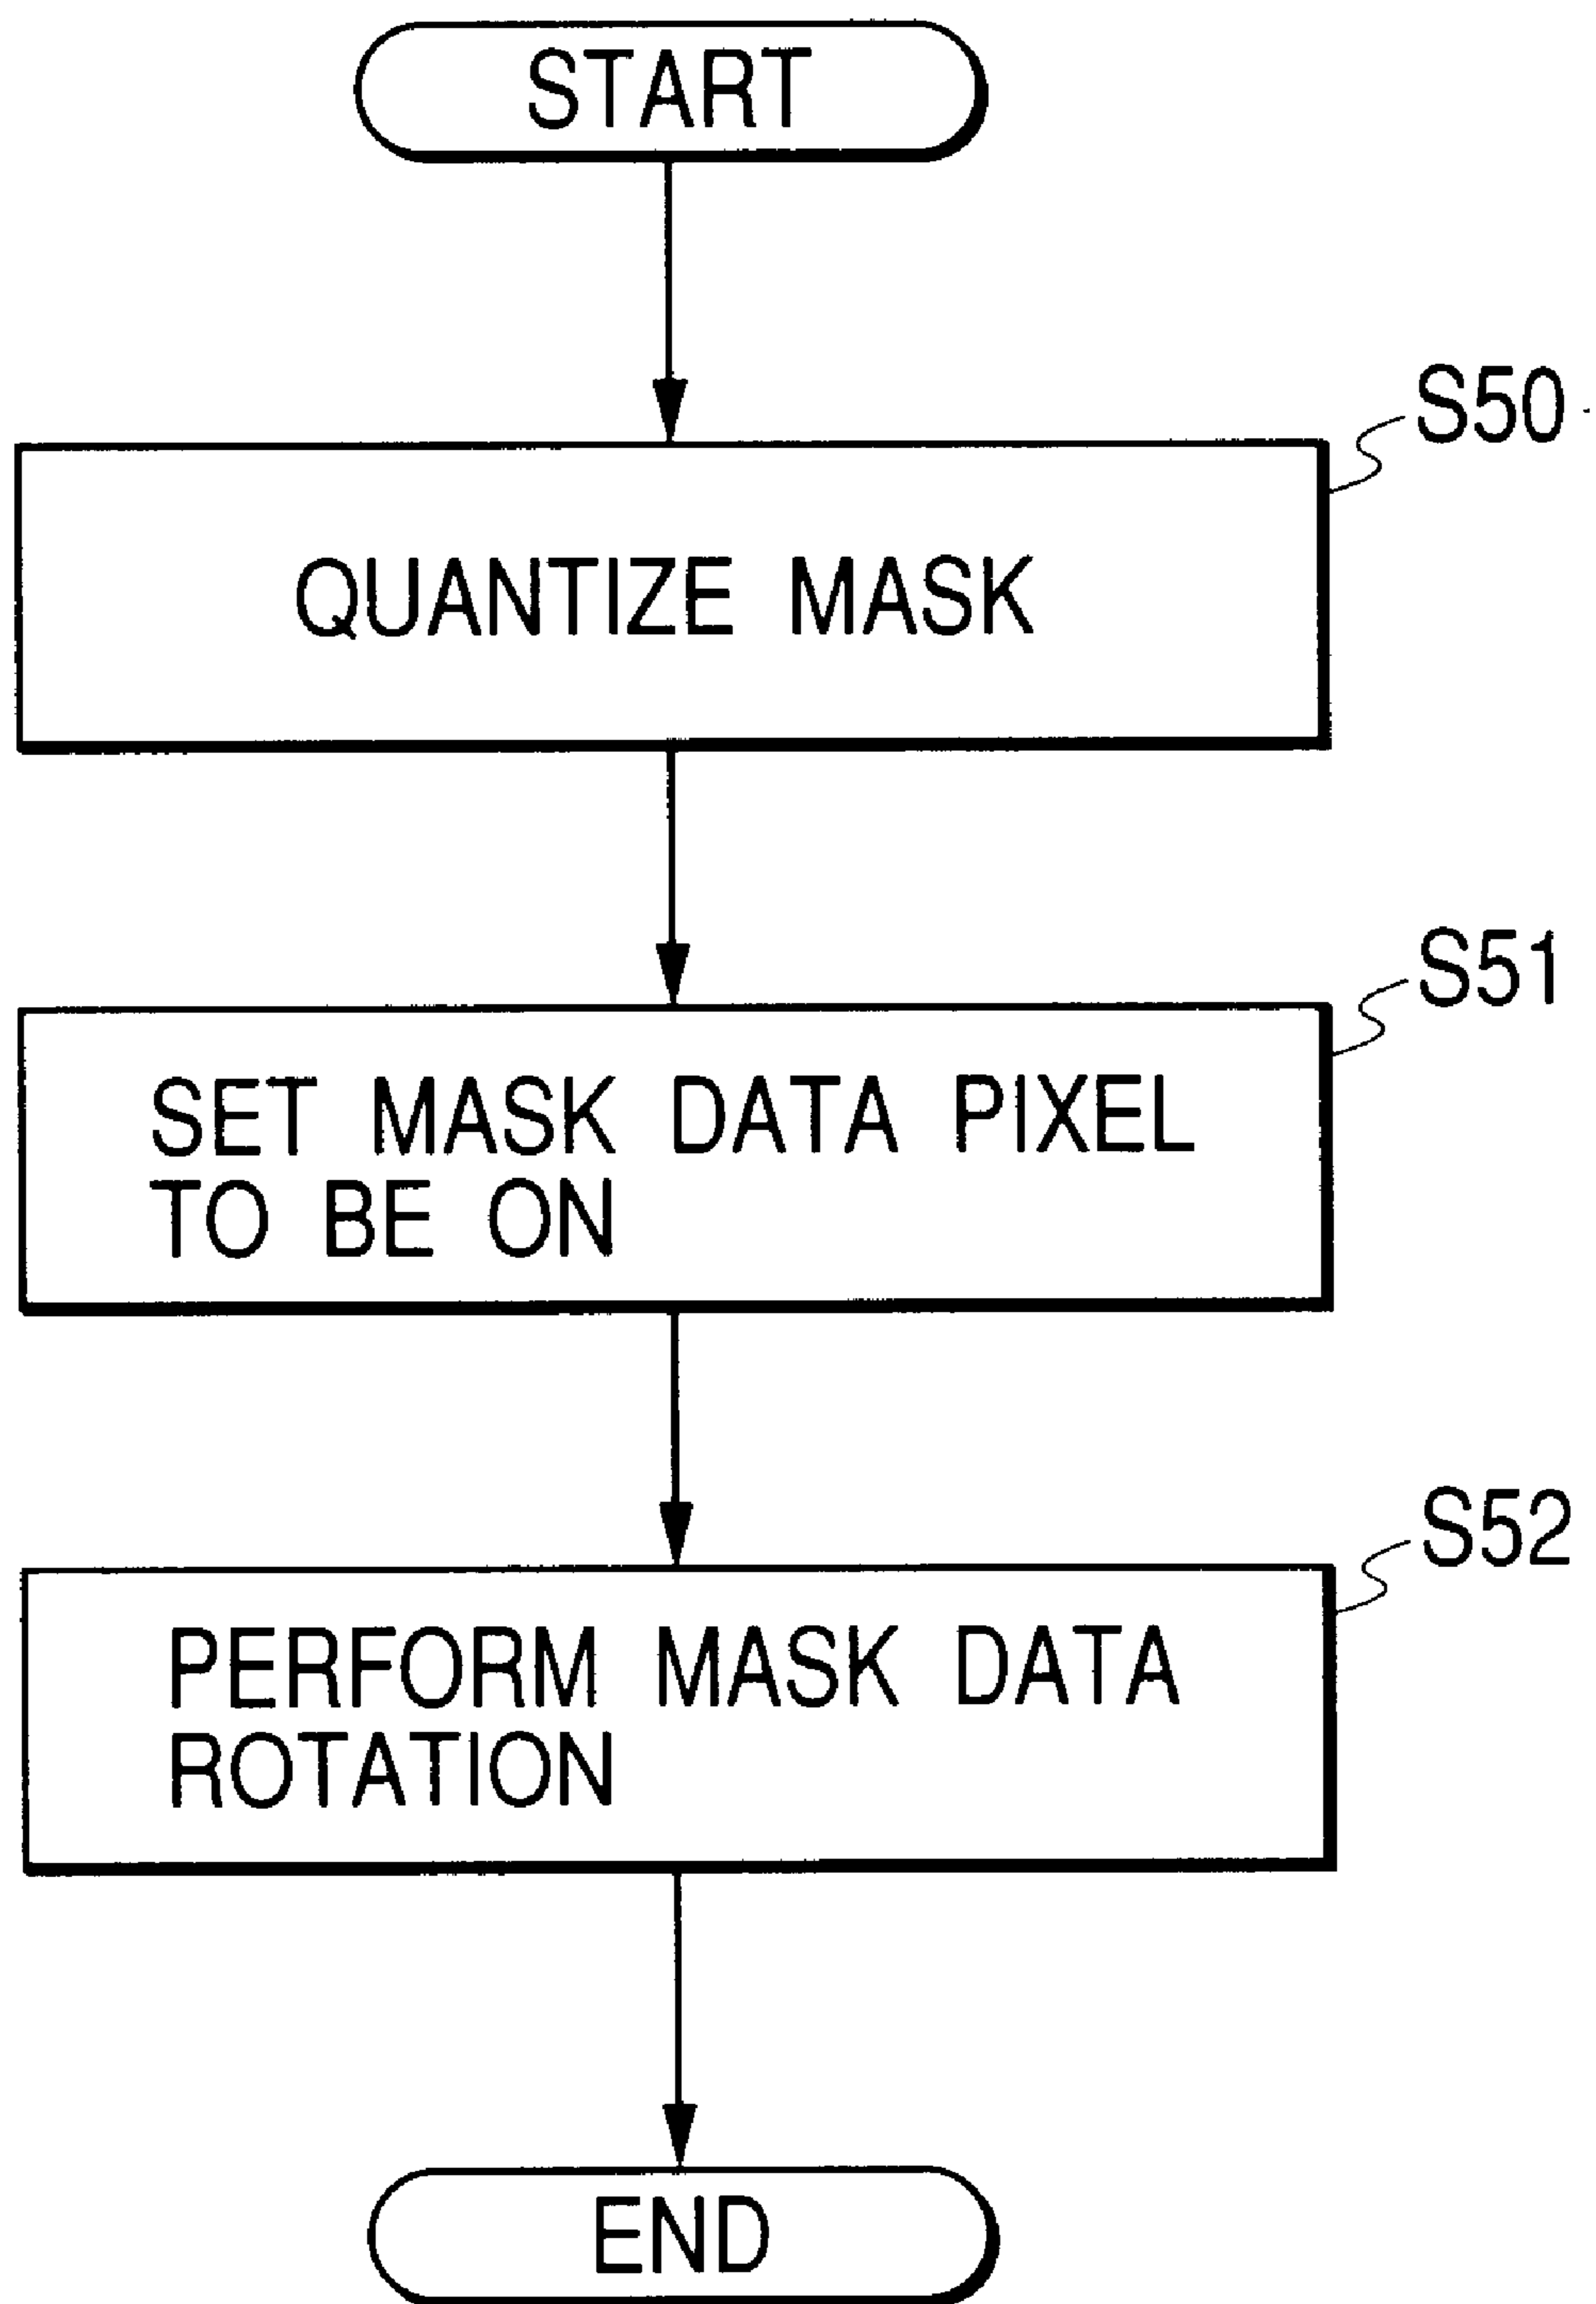 START
S50
QUANTIZE MASK
S51
SET MASK DATA PIXEL
TO BE ON
S52
PERFORM MASK DATA
ROTATION
END